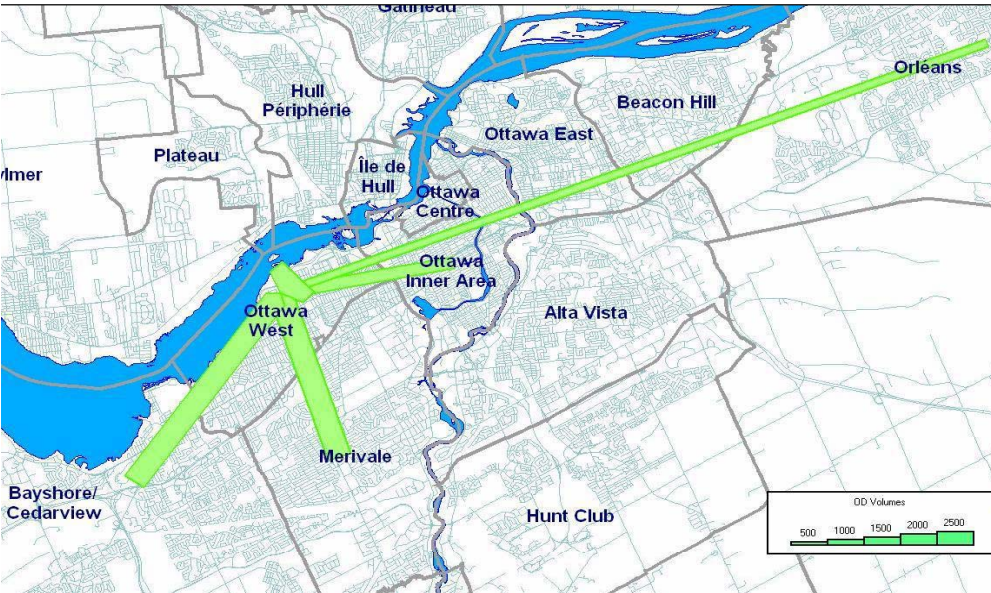 Gatineau
Hull
Périphérie
Orléans
Beacon Hill
Ottawa East
Plateau
Île de
Hull
ylmer
Ottawa
Centre
Ottawa
Inner Area
Ottawa
West
Alta Vista
Merivale
Bayshore/
Cedarview
Hunt Club
OD Volumes
500 1000 1500 2000 2500